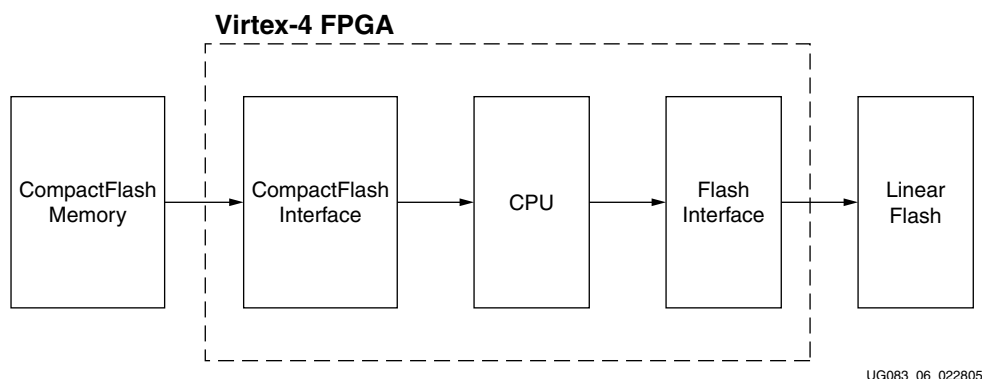 Virtex-4 FPGA
CompactFlash
Memory
CompactFlash
Interface
CPU
Flash
Interface
Linear
Flash
UG083_06_022805